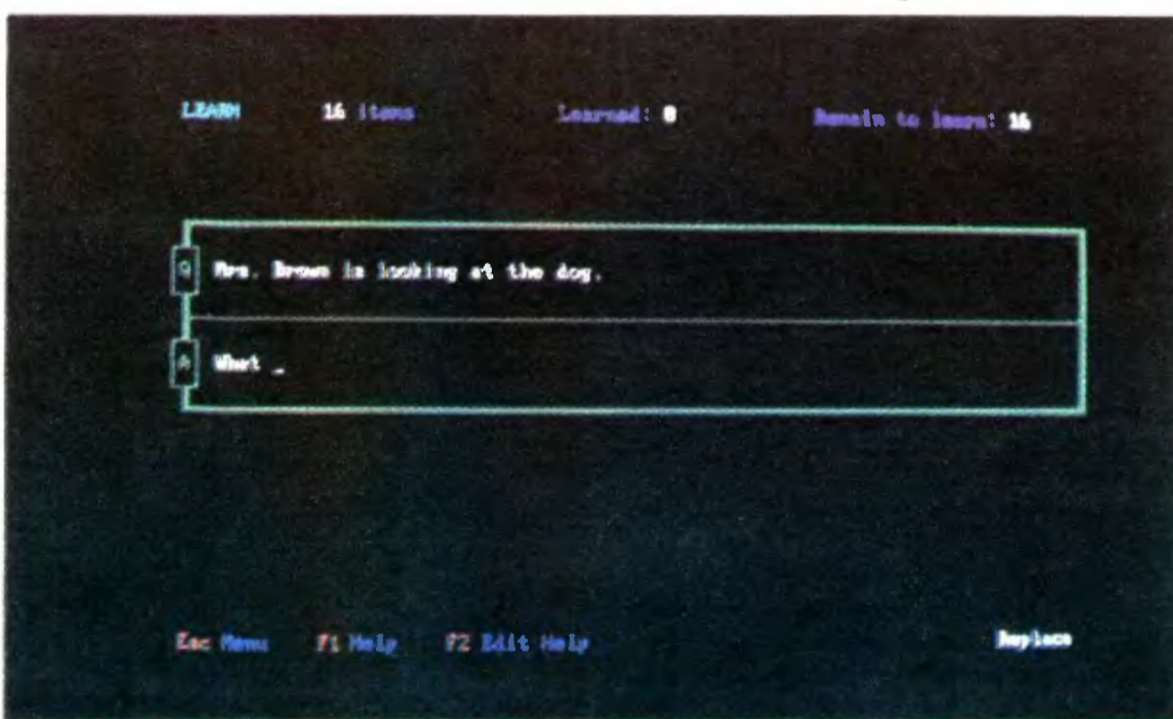 LEARN 16 items Learned: 0 Remain to learn: 16
Q Mrs. Brown is looking at the dog.
A What _
Esc Menu F1 Help F2 Edit Help Replace